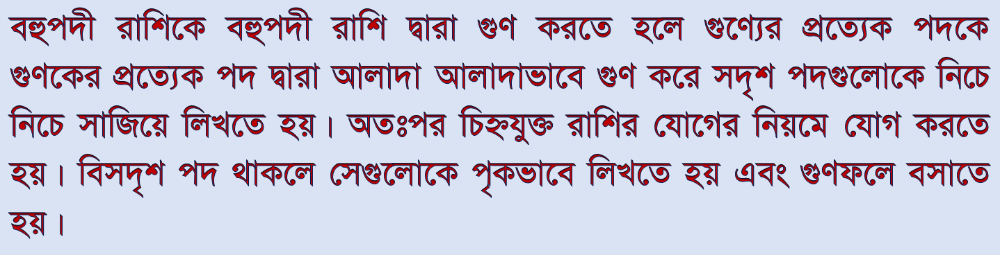 বহুপদী রাশিকে বহুপদী রাশি দ্বারা গুণ করতে হলে গুণ্যের প্রত্যেক পদকে
গুণকের প্রত্যেক পদ দ্বারা আলাদা আলাদাভাবে গুণ করে সদৃশ পদগুলোকে নিচে
নিচে সাজিয়ে লিখতে হয়। অতঃপর চিহ্নযুক্ত রাশির যোগের নিয়মে যোগ করতে
হয়। বিসদৃশ পদ থাকলে সেগুলোকে পৃকভাবে লিখতে হয় এবং গুণফলে বসাতে
হয়।